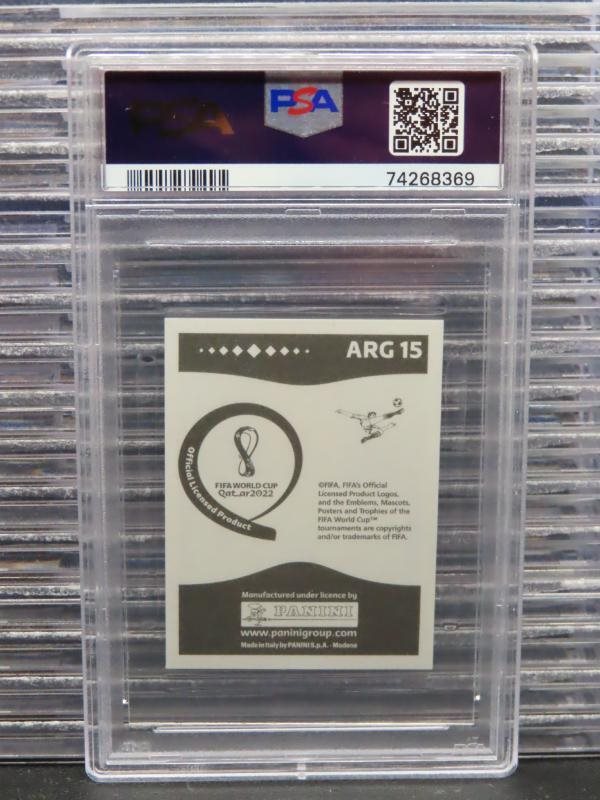 PSA
PSA
74268369
ARG 15
Official Licensed Product
FIFA WORLD CUP
Qatar2022
©FIFA, FIFA's Official
Licensed Product Logos,
and the Emblems, Mascots,
Posters and Trophies of the
FIFA World Cup™
tournaments are copyrights
and/or trademarks of FIFA.
Manufactured under licence by
PANINI
www.paninigroup.com
Made in Italy by PANINI S.p.A. - Modena